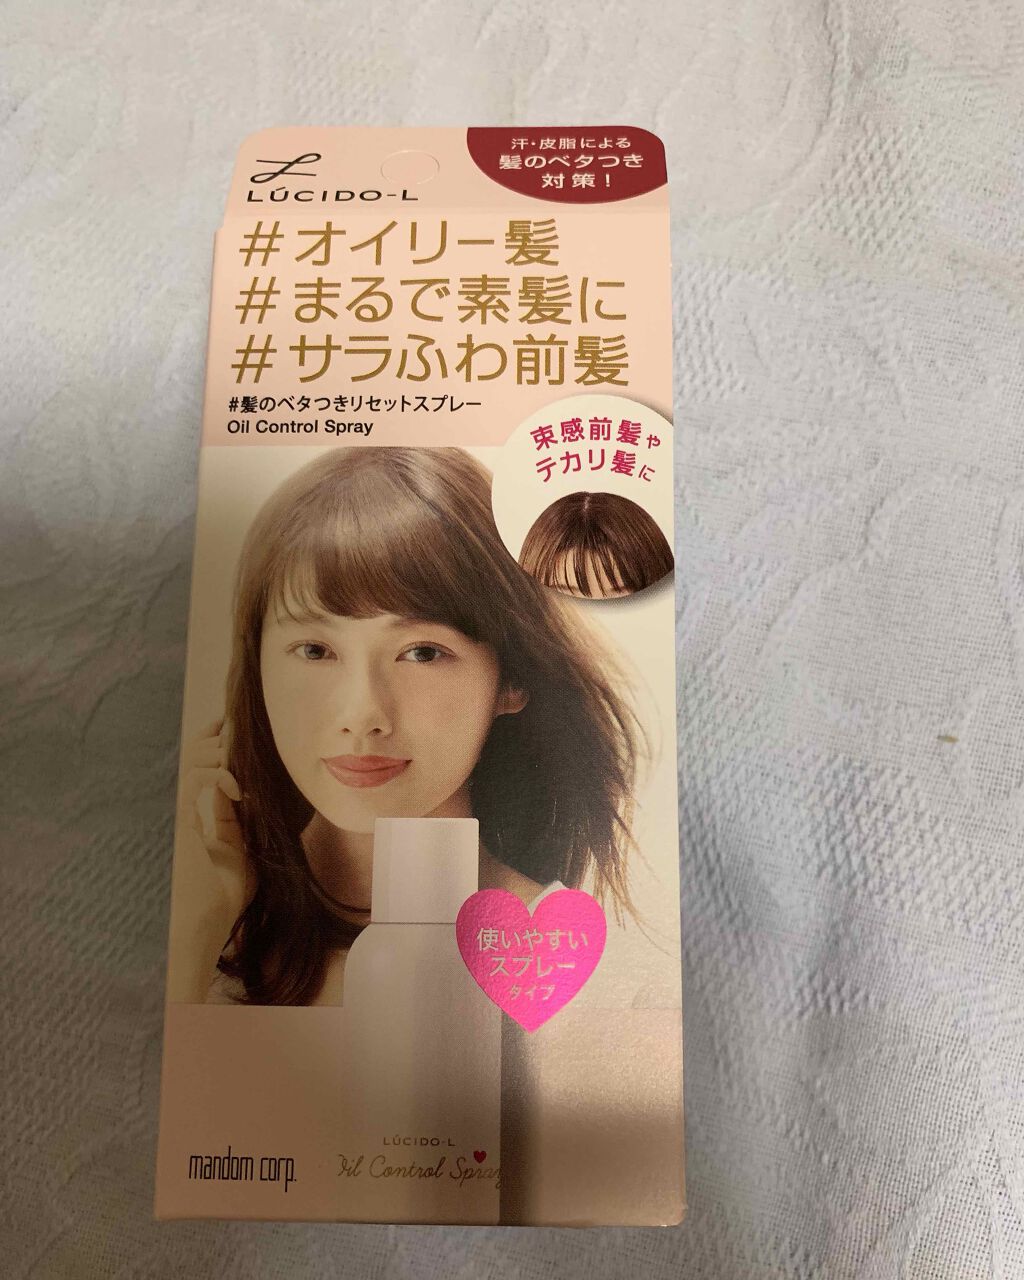 LÚCIDO-L
汗・皮脂による
髪のベタつき
対策！
#オイリー髪
#まるで素髪に
#サラふわ前髪
#髪のベタつきリセットスプレー
Oil Control Spray
束感前髪や
テカリ髪に
使いやすい
スプレー
タイプ
LÚCIDO-L
Oil Control Spray
mandom corp.